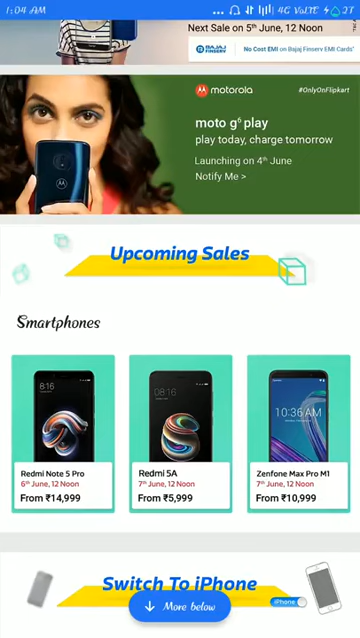 1:04 AM
... 4G VoLTE IT
Next Sale on 5th June, 12 Noon
BAJAJ FINSERV
No Cost EMI on Bajaj Finserv EMI Cards*
motorola
#OnlyOnFlipkart
moto g6 play
play today, charge tomorrow
Launching on 4th June
Notify Me >
Upcoming Sales
Smartphones
8:16
08:16
10:36 AM
Redmi Note 5 Pro
6th June, 12 Noon
From ₹14,999
Redmi 5A
7th June, 12 Noon
From ₹5,999
Zenfone Max Pro M1
7th June, 12 Noon
From ₹10,999
Switch To iPhone
iPhone
More below